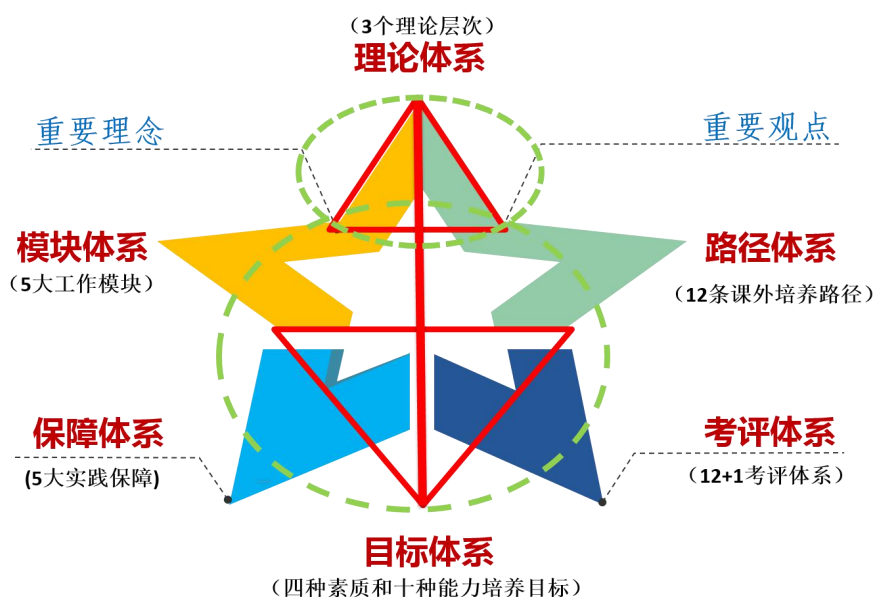 （3个理论层次）
理论体系
重要理念
重要观点
模块体系
（5大工作模块）
路径体系
（12条课外培养路径）
保障体系
(5大实践保障)
考评体系
（12+1考评体系）
目标体系
（四种素质和十种能力培养目标）